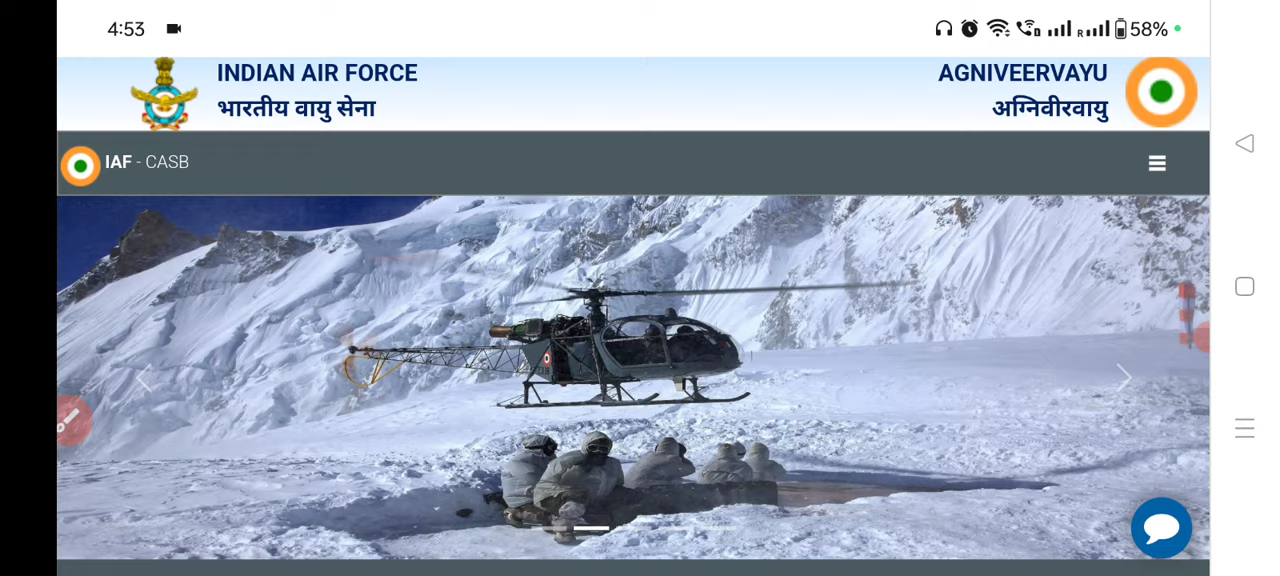 4:53
R
58%
INDIAN AIR FORCE
भारतीय वायु सेना
AGNIVEERVAYU
अग्निवीरवायु
IAF - CASB